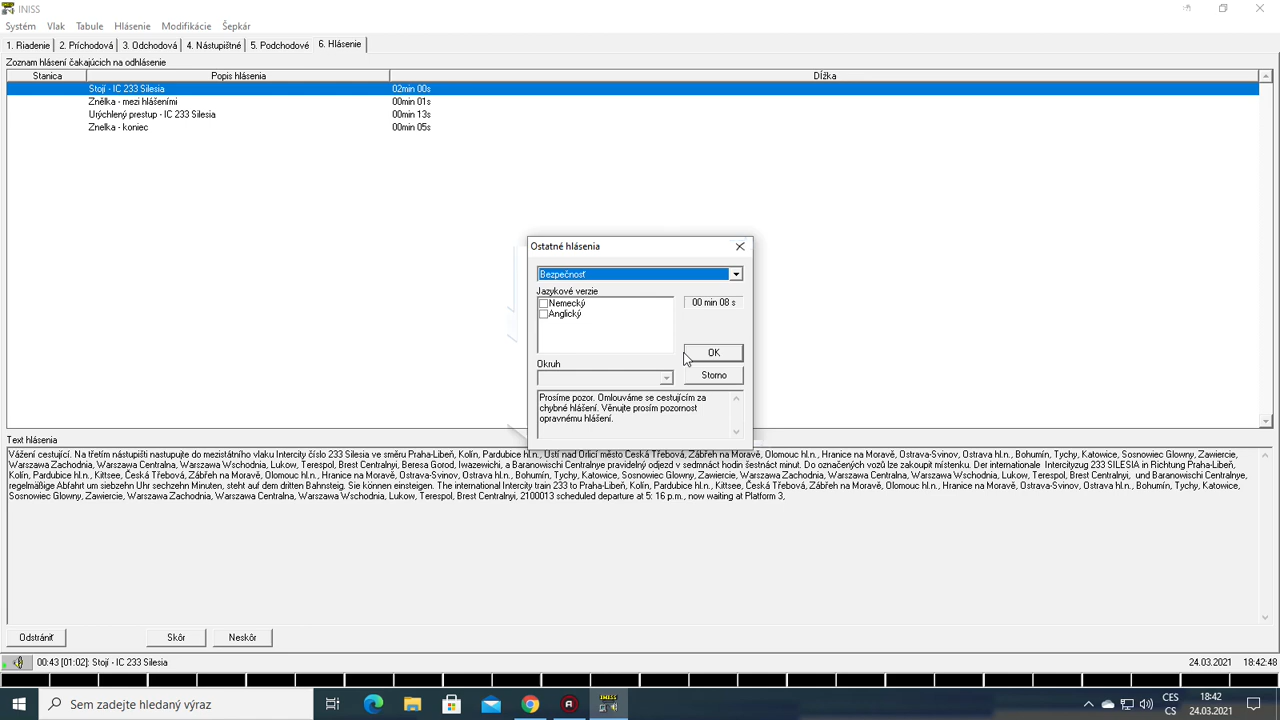 INISS
Systém Vlak Tabule Hlásenie Modifikácie Šepkár
1. Riadenie 2. Príchodová 3. Odchodová 4. Nástupištné 5. Podchodové 6. Hlásenie
Zoznam hlásení čakajúcich na odhlásenie
Stanica Popis hlásenia Dĺžka
Stojí - IC 233 Silesia 02min 00s
Znělka - mezi hlášeními 00min 01s
Urýchlený prestup - IC 233 Silesia 00min 13s
Znelka - koniec 00min 05s
Ostatné hlásenia
Bezpečnosť
Jazykové verzie
Nemecký 00 min 08 s
Anglický
OK
Okruh
Storno
Prosíme pozor. Omlouváme se cestujícím za
chybné hlášení. Věnujte prosím pozornost
opravnému hlášení.
Text hlásenia
Vážení cestující. Na třetím nástupišti nastupujte do mezistátního vlaku Intercity číslo 233 Silesia ve směru Praha-Libeň, Kolín, Pardubice hl.n., Ústí nad Orlicí město Česká Třebová, Zábřeh na Moravě, Olomouc hl.n., Hranice na Moravě, Ostrava-Svinov, Ostrava hl.n., Bohumín, Tychy, Katowice, Sosnowiec Glowny, Zawiercie,
Warszawa Zachodnia, Warszawa Centralna, Warszawa Wschodnia, Lukow, Terespol, Brest Centralnyi, Beresa Gorod, Iwazewichi, a Baranowischi Centralnye pravidelný odjezd v sedmnáct hodin šestnáct minut. Do označených vozů lze zakoupit místenku. Der internationale Intercityzug 233 SILESIA in Richtung Praha-Libeň,
Kolín, Pardubice hl.n., Kittsee, Česká Třebová, Zábřeh na Moravě, Olomouc hl.n., Hranice na Moravě, Ostrava-Svinov, Ostrava hl.n., Bohumín, Tychy, Katowice, Sosnowiec Glowny, Zawiercie, Warszawa Zachodnia, Warszawa Centralna, Warszawa Wschodnia, Lukow, Terespol, Brest Centralnyi, und Baranowischi Centralnye,
regelmäßige Abfahrt um siebzehn Uhr sechzehn Minuten, steht auf dem dritten Bahnsteig. Sie können einsteigen. The international Intercity train 233 to Praha-Libeň, Kolín, Pardubice hl.n., Kittsee, Česká Třebová, Zábřeh na Moravě, Olomouc hl.n., Hranice na Moravě, Ostrava-Svinov, Ostrava hl.n., Bohumín, Tychy, Katowice,
Sosnowiec Glowny, Zawiercie, Warszawa Zachodnia, Warszawa Centralna, Warszawa Wschodnia, Lukow, Terespol, Brest Centralnyi, 2100013 scheduled departure at 5: 16 p.m., now waiting at Platform 3,
Odstrániť Skôr Neskôr
00:43 [01:02]: Stojí - IC 233 Silesia 24.03.2021 18:42:48
Sem zadejte hledaný výraz
CES 18:42
CS 24.03.2021